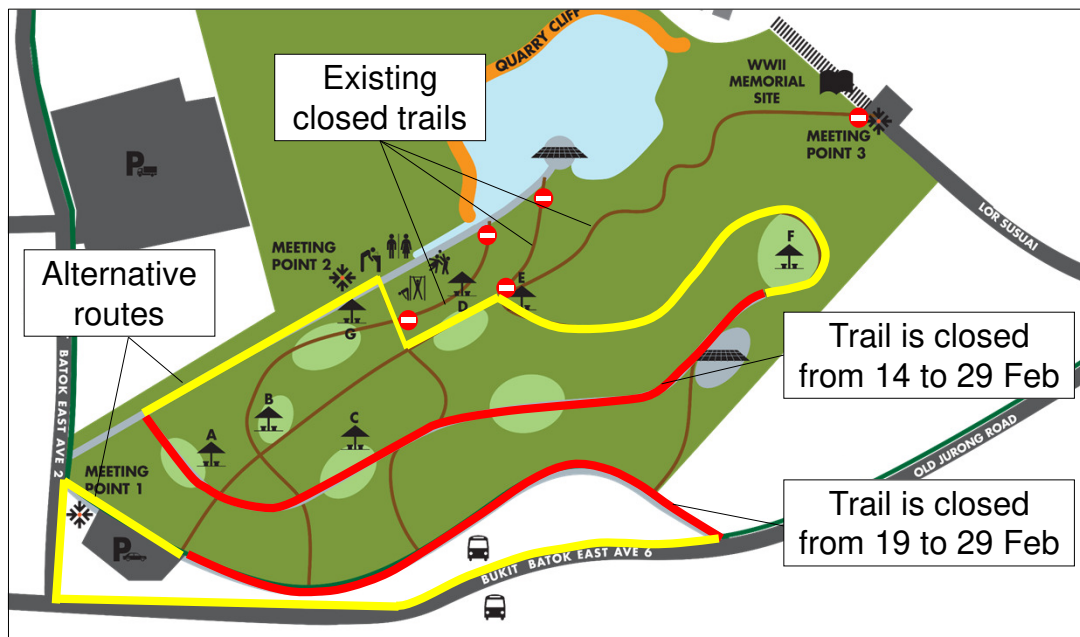 QUARRY CLIFF
Existing
closed trails
WWII
MEMORIAL
SITE
MEETING
POINT 3
LOR SUSUAI
P
MEETING
POINT 2
Alternative
routes
F
E
D
G
B
A
C
Trail is closed
from 14 to 29 Feb
BATOK EAST AVE 2
MEETING
POINT 1
P
OLD JURONG ROAD
Trail is closed
from 19 to 29 Feb
BUKIT BATOK EAST AVE 6